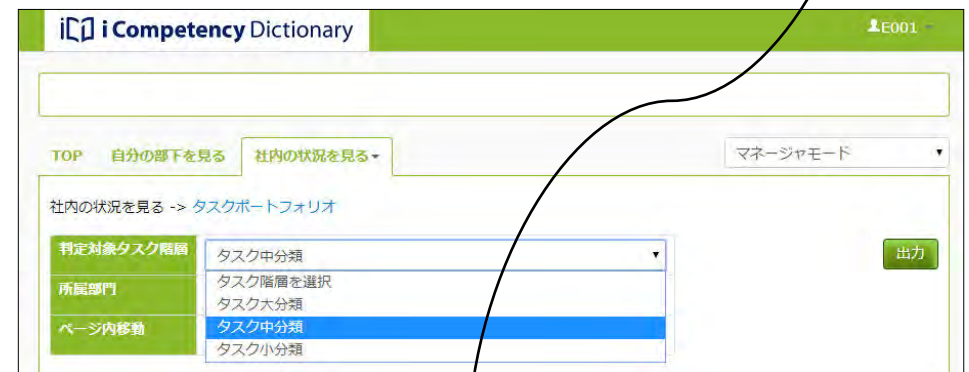 iCD i Competency Dictionary
E001
TOP 自分の部下を見る 社内の状況を見る
マネージャモード
社内の状況を見る -> タスクポートフォリオ
判定対象タスク階層 タスク中分類 出力
タスク階層を選択
所属部門
タスク大分類
ページ内移動 タスク中分類
タスク小分類